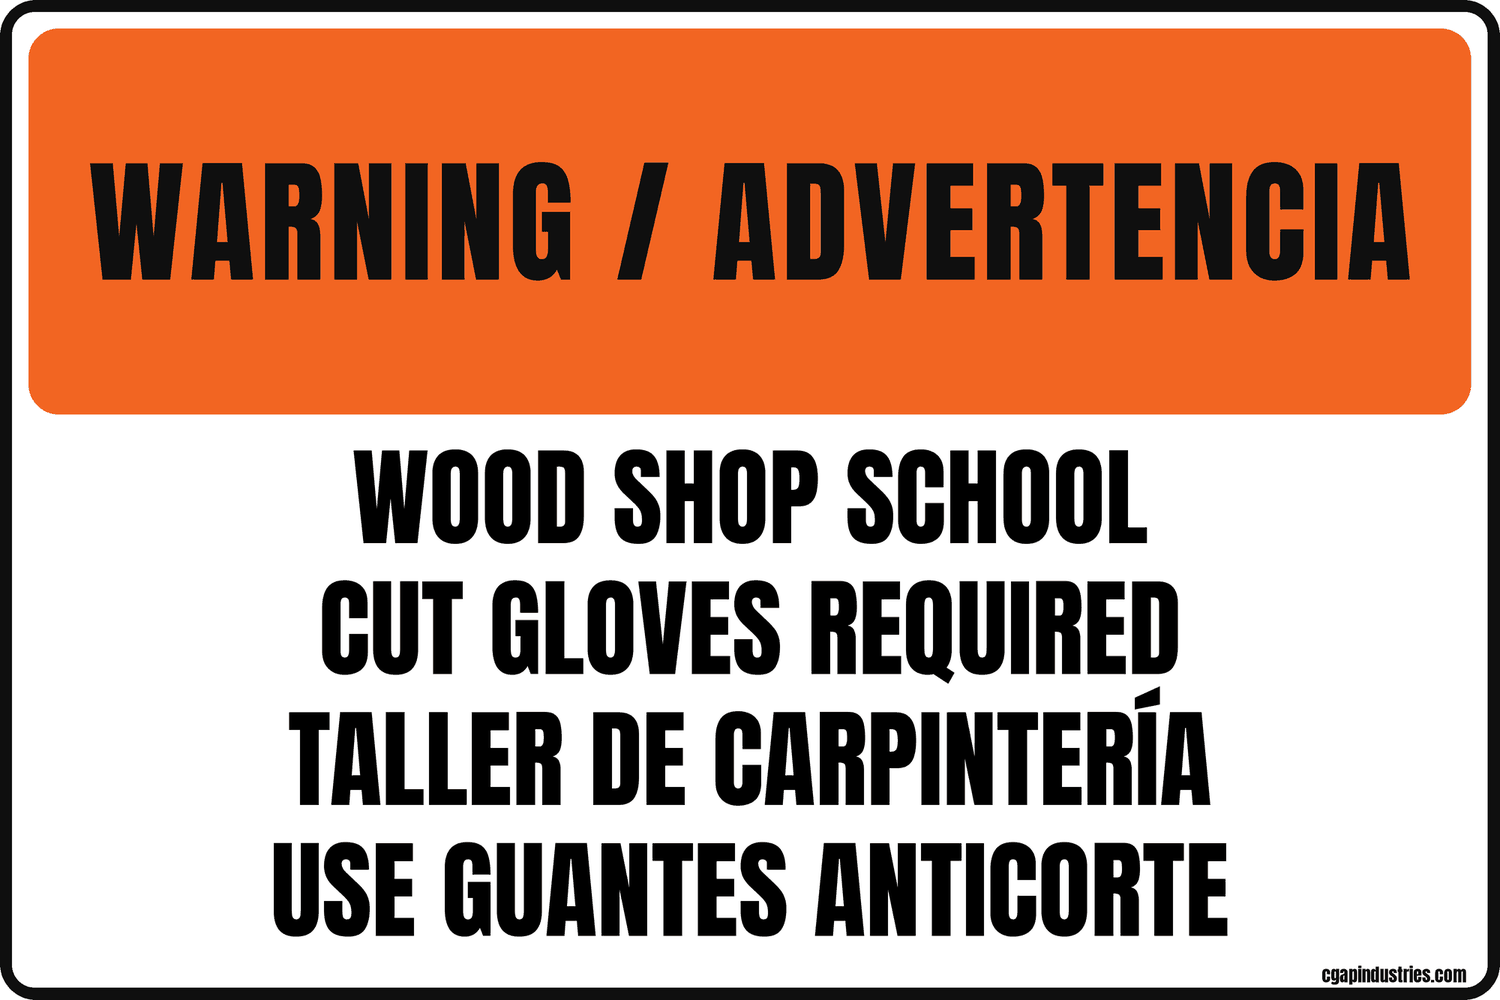 WARNING / ADVERTENCIA
WOOD SHOP SCHOOL
CUT GLOVES REQUIRED
TALLER DE CARPINTERÍA
USE GUANTES ANTICORTE
cgapindustries.com